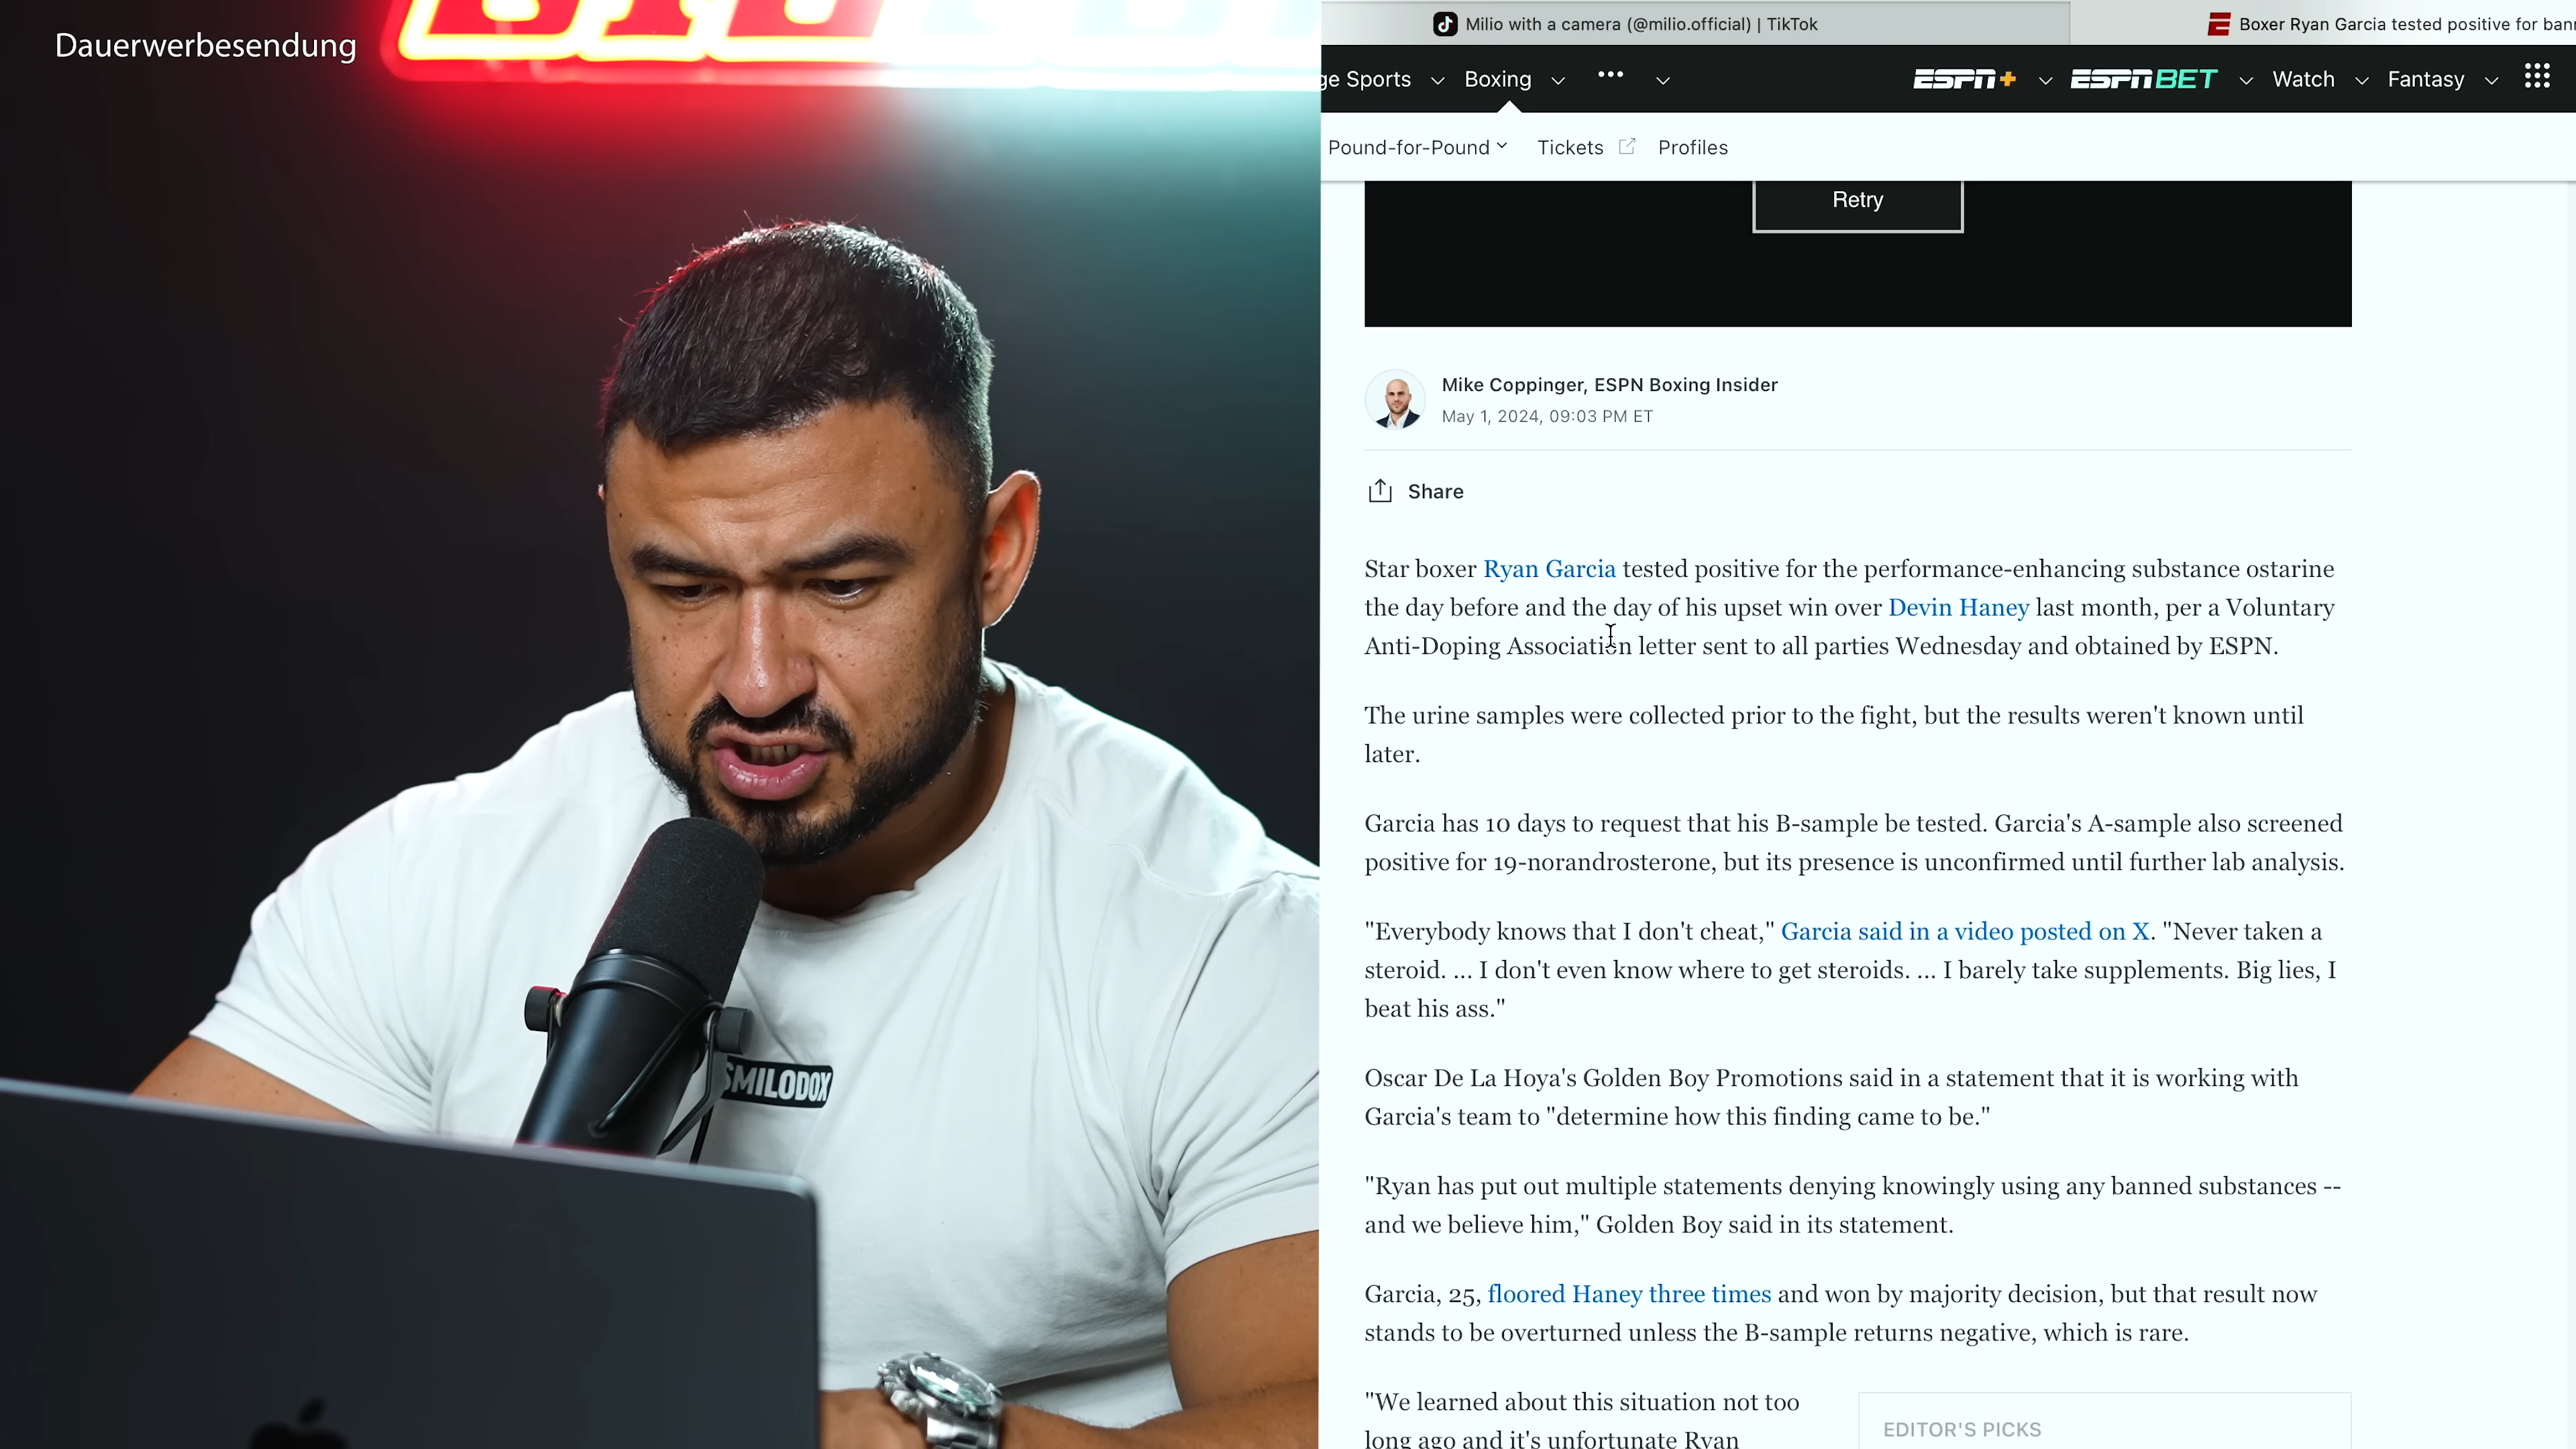 Dauerwerbesendung
SMILODOX
Milio with a camera (@milio.official) | TikTok
Boxer Ryan Garcia tested positive for
ge Sports
Boxing
ESPN+
ESPN BET
Watch
Fantasy
Pound-for-Pound
Tickets
Profiles
Retry
Mike Coppinger, ESPN Boxing Insider
May 1, 2024, 09:03 PM ET
Share
Star boxer Ryan Garcia tested positive for the performance-enhancing substance ostarine
the day before and the day of his upset win over Devin Haney last month, per a Voluntary
Anti-Doping Association letter sent to all parties Wednesday and obtained by ESPN.
The urine samples were collected prior to the fight, but the results weren't known until
later.
Garcia has 10 days to request that his B-sample be tested. Garcia's A-sample also screened
positive for 19-norandrosterone, but its presence is unconfirmed until further lab analysis.
"Everybody knows that I don't cheat," Garcia said in a video posted on X. "Never taken a
steroid. ... I don't even know where to get steroids. ... I barely take supplements. Big lies, I
beat his ass."
Oscar De La Hoya's Golden Boy Promotions said in a statement that it is working with
Garcia's team to "determine how this finding came to be."
"Ryan has put out multiple statements denying knowingly using any banned substances --
and we believe him," Golden Boy said in its statement.
Garcia, 25, floored Haney three times and won by majority decision, but that result now
stands to be overturned unless the B-sample returns negative, which is rare.
"We learned about this situation not too
long ago and it's unfortunate Ryan
EDITOR'S PICKS